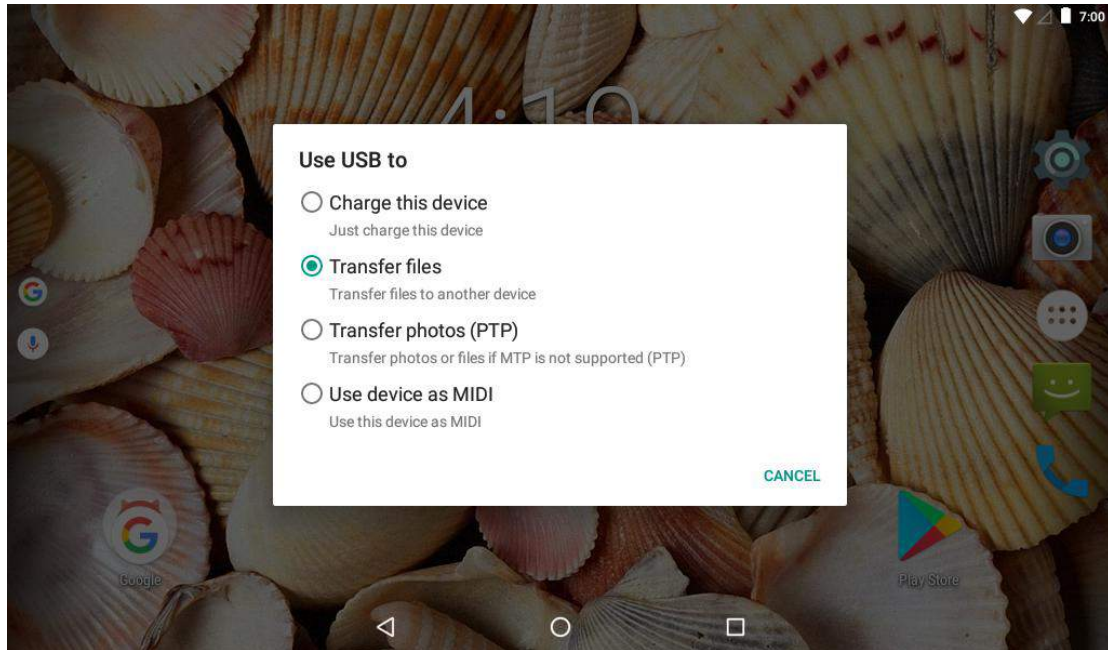 7:00
4:10
Use USB to
Charge this device
Just charge this device
Transfer files
Transfer files to another device
Transfer photos (PTP)
Transfer photos or files if MTP is not supported (PTP)
Use device as MIDI
Use this device as MIDI
CANCEL
Google
Play Store